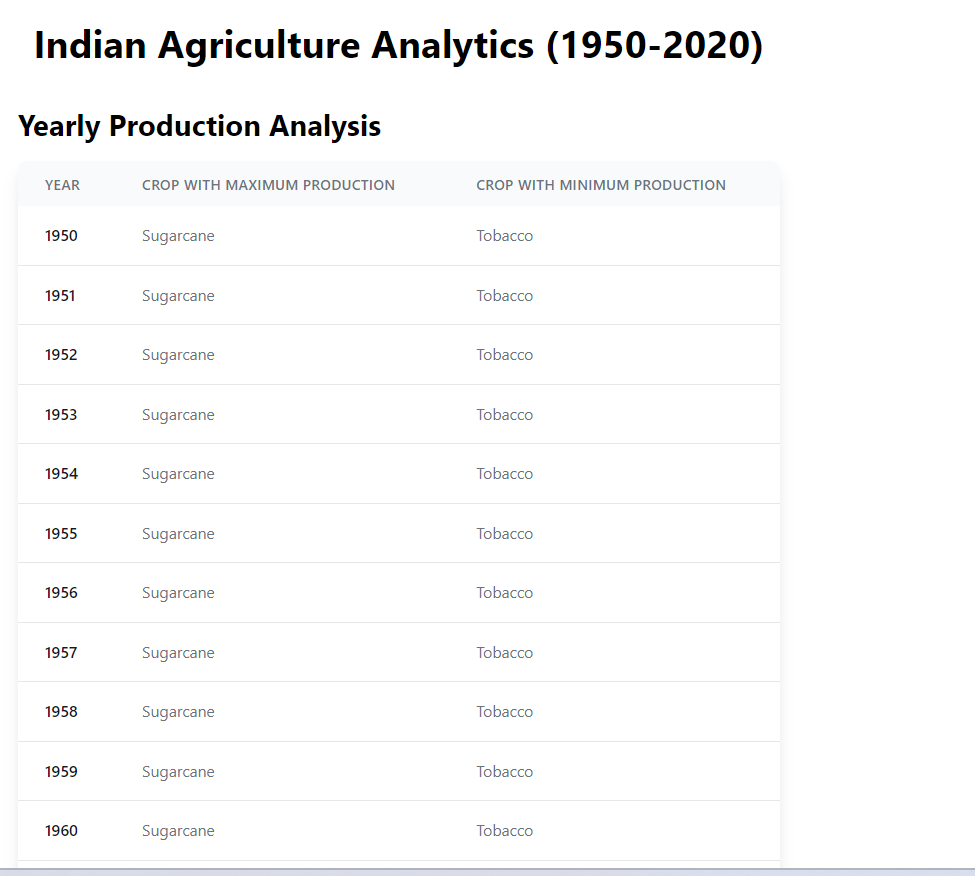 Indian Agriculture Analytics (1950-2020)
Yearly Production Analysis
YEAR CROP WITH MAXIMUM PRODUCTION CROP WITH MINIMUM PRODUCTION
1950 Sugarcane Tobacco
1951 Sugarcane Tobacco
1952 Sugarcane Tobacco
1953 Sugarcane Tobacco
1954 Sugarcane Tobacco
1955 Sugarcane Tobacco
1956 Sugarcane Tobacco
1957 Sugarcane Tobacco
1958 Sugarcane Tobacco
1959 Sugarcane Tobacco
1960 Sugarcane Tobacco